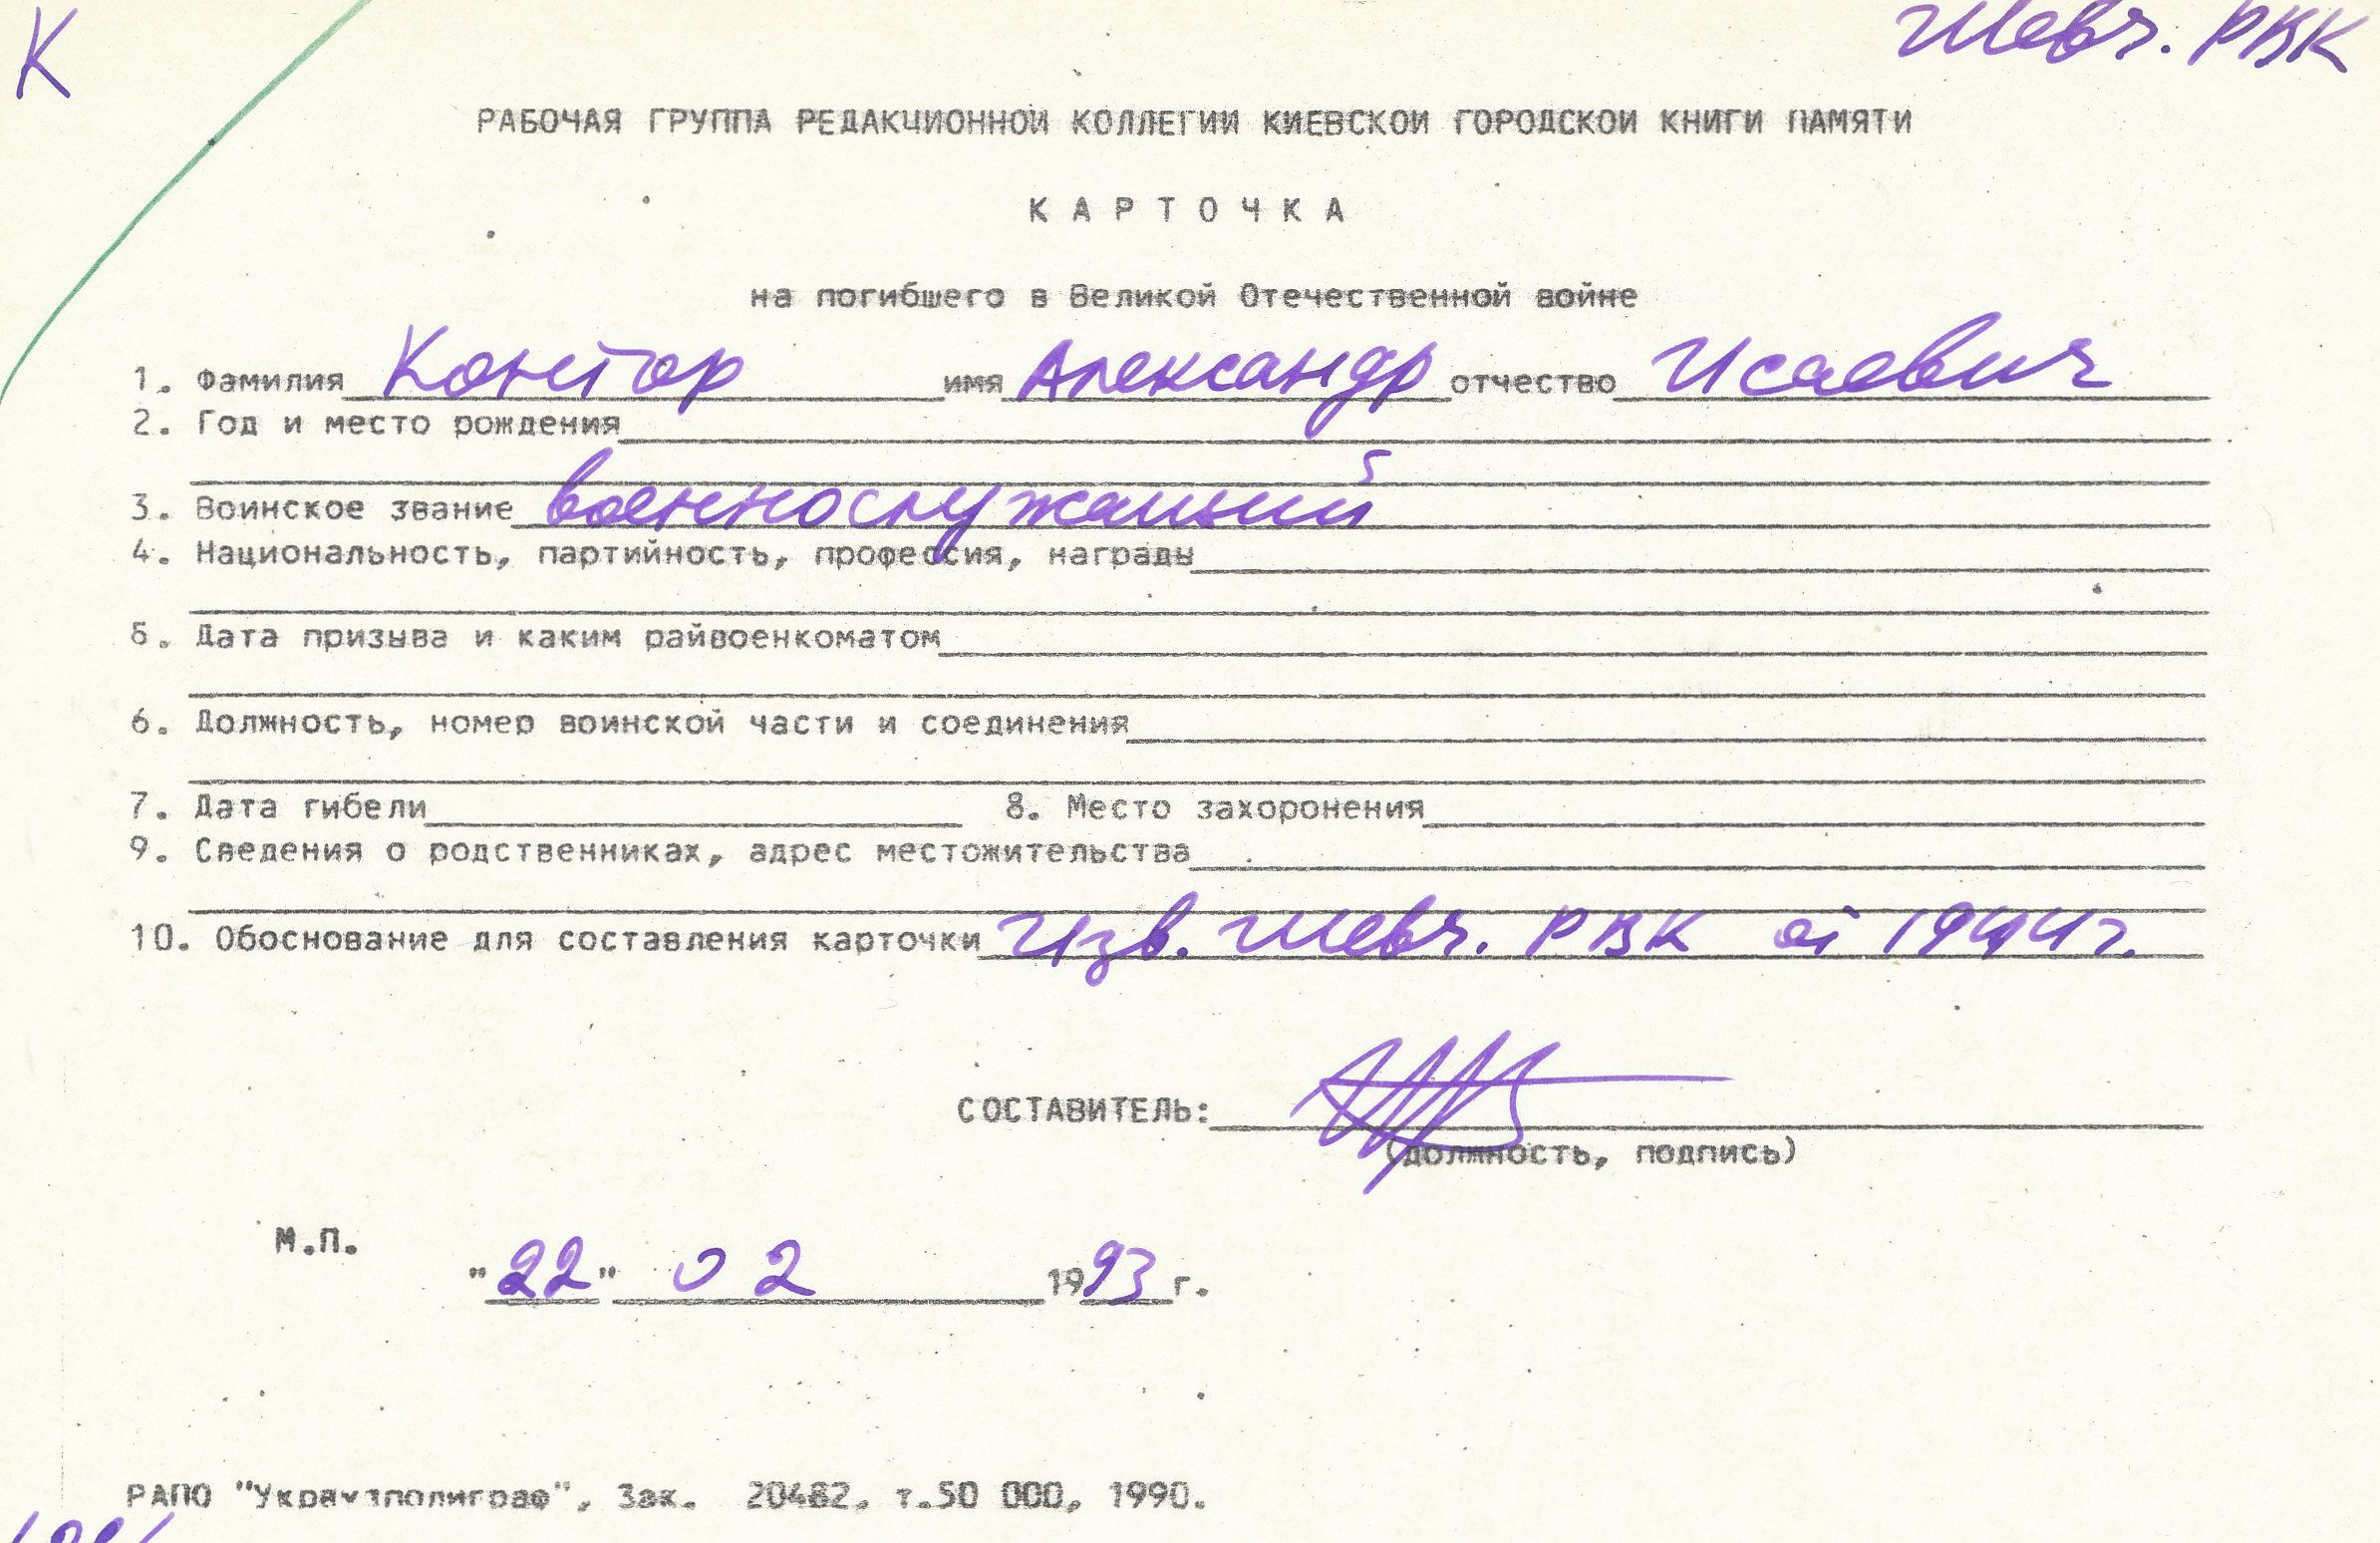 К
Шевч. РВК
РАБОЧАЯ ГРУППА РЕДАКЦИОННОЙ КОЛЛЕГИИ КИЕВСКОЙ ГОРОДСКОЙ КНИГИ ПАМЯТИ
КАРТОЧКА
на погибшего в Великой Отечественной войне
1. Фамилия Контор имя Александр отчество Исаевич
2. Год и место рождения
3. Воинское звание военнослужащий
4. Национальность, партийность, профессия, награды
5. Дата призыва и каким райвоенкоматом
6. Должность, номер воинской части и соединения
7. Дата гибели 8. Место захоронения
9. Сведения о родственниках, адрес местожительства
10. Обоснование для составления карточки Изв. Шевч. РВК от 1944 г.
СОСТАВИТЕЛЬ:
(должность, подпись)
М.П.
"22" 02 1993 г.
РАПО "Укрвузполиграф", Зак. 20482, т.50 000, 1990.